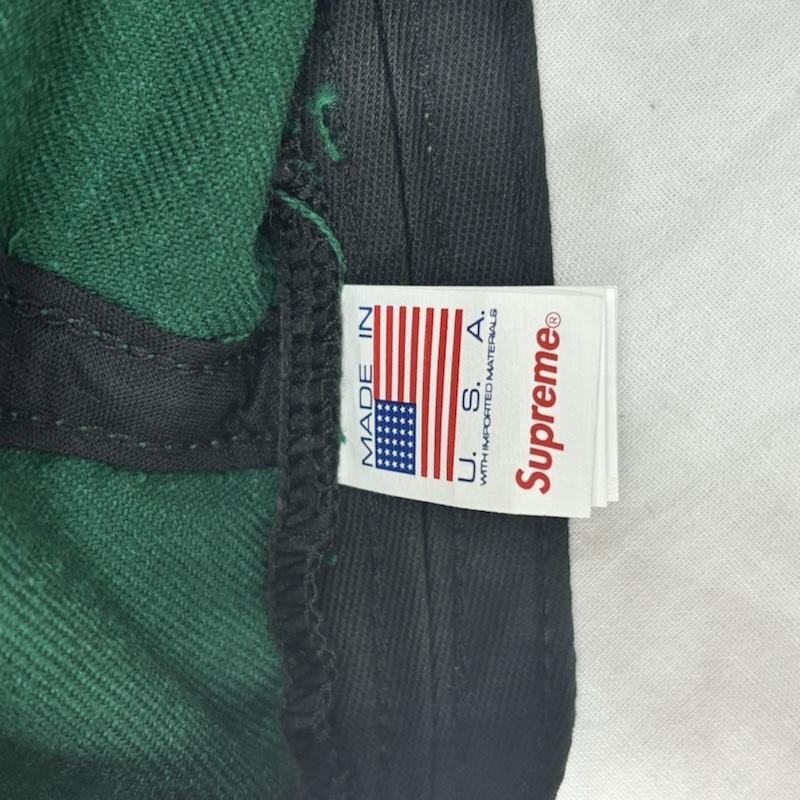 MADE IN
U. S. A.
WITH IMPORTED MATERIALS
Supreme®